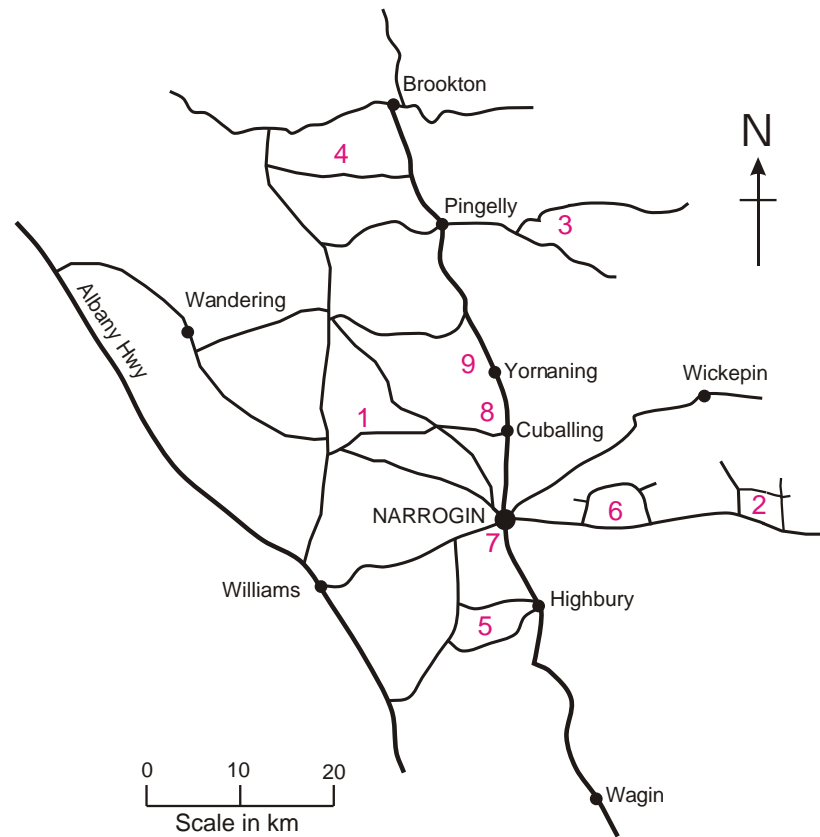 Brookton
N
4
Pingelly
3
Wandering
Albany Hwy
9
Yornaning
Wickepin
1
8
Cuballing
NARROGIN
7
6
2
Williams
Highbury
5
0 10 20
Scale in km
Wagin